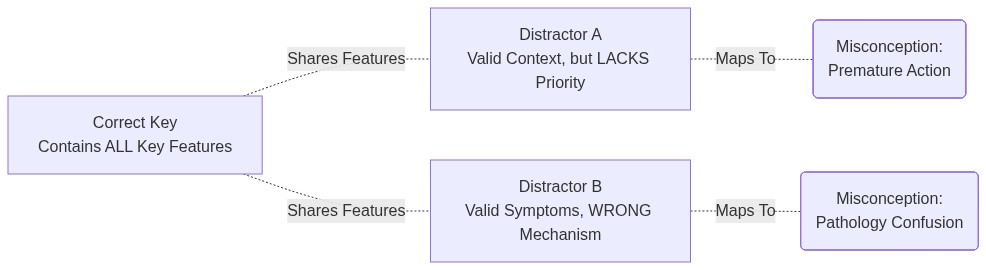 Correct Key
Contains ALL Key Features
Shares Features
Distractor A
Valid Context, but LACKS
Priority
Maps To
Misconception:
Premature Action
Shares Features
Distractor B
Valid Symptoms, WRONG
Mechanism
Maps To
Misconception:
Pathology Confusion